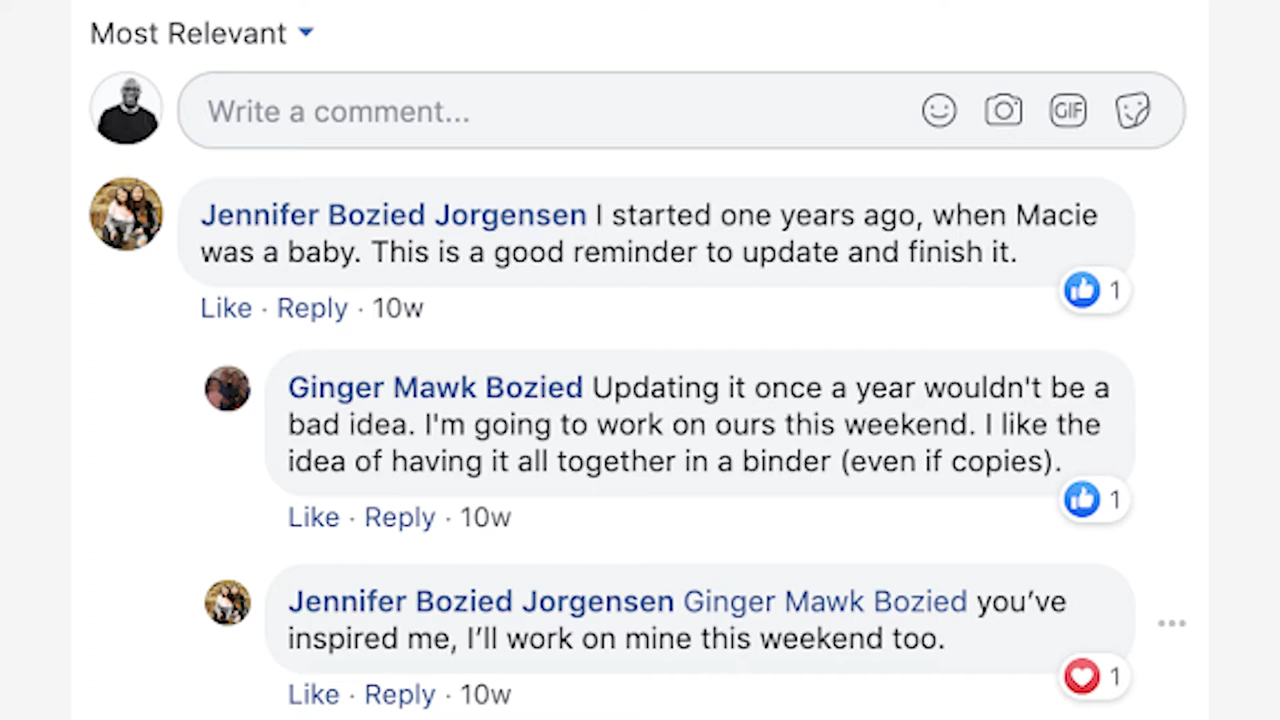 Most Relevant
Write a comment...
GIF
Jennifer Bozied Jorgensen I started one years ago, when Macie
was a baby. This is a good reminder to update and finish it.
1
Like · Reply · 10w
Ginger Mawk Bozied Updating it once a year wouldn't be a
bad idea. I'm going to work on ours this weekend. I like the
idea of having it all together in a binder (even if copies).
1
Like · Reply · 10w
Jennifer Bozied Jorgensen Ginger Mawk Bozied you’ve
inspired me, I’ll work on mine this weekend too.
1
Like · Reply · 10w